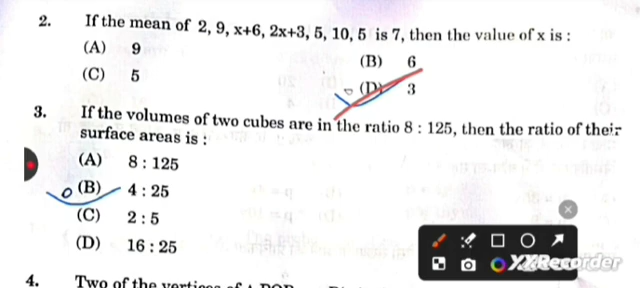 2. If the mean of 2, 9, x+6, 2x+3, 5, 10, 5 is 7, then the value of x is :
(A) 9
(B) 6
(C) 5
(D) 3
3. If the volumes of two cubes are in the ratio 8 : 125, then the ratio of their
surface areas is :
(A) 8 : 125
(B) 4 : 25
(C) 2 : 5
(D) 16 : 25
XXRecorder
4. Two of the